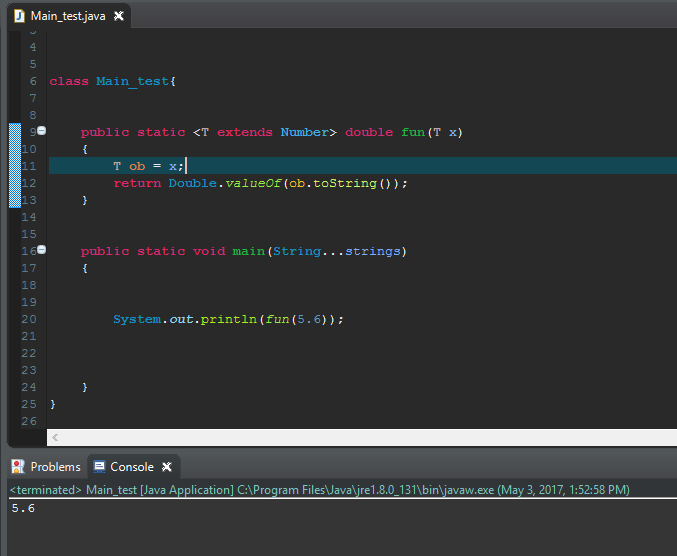 Main_test.java
3
4
5
6 class Main_test{
7
8
9 public static <T extends Number> double fun(T x)
10 {
11 T ob = x;
12 return Double.valueOf(ob.toString());
13 }
14
15
16 public static void main(String...strings)
17 {
18
19
20 System.out.println(fun(5.6));
21
22
23
24 }
25 }
26
Problems Console
<terminated> Main_test [Java Application] C:\Program Files\Java\jre1.8.0_131\bin\javaw.exe (May 3, 2017, 1:52:58 PM)
5.6